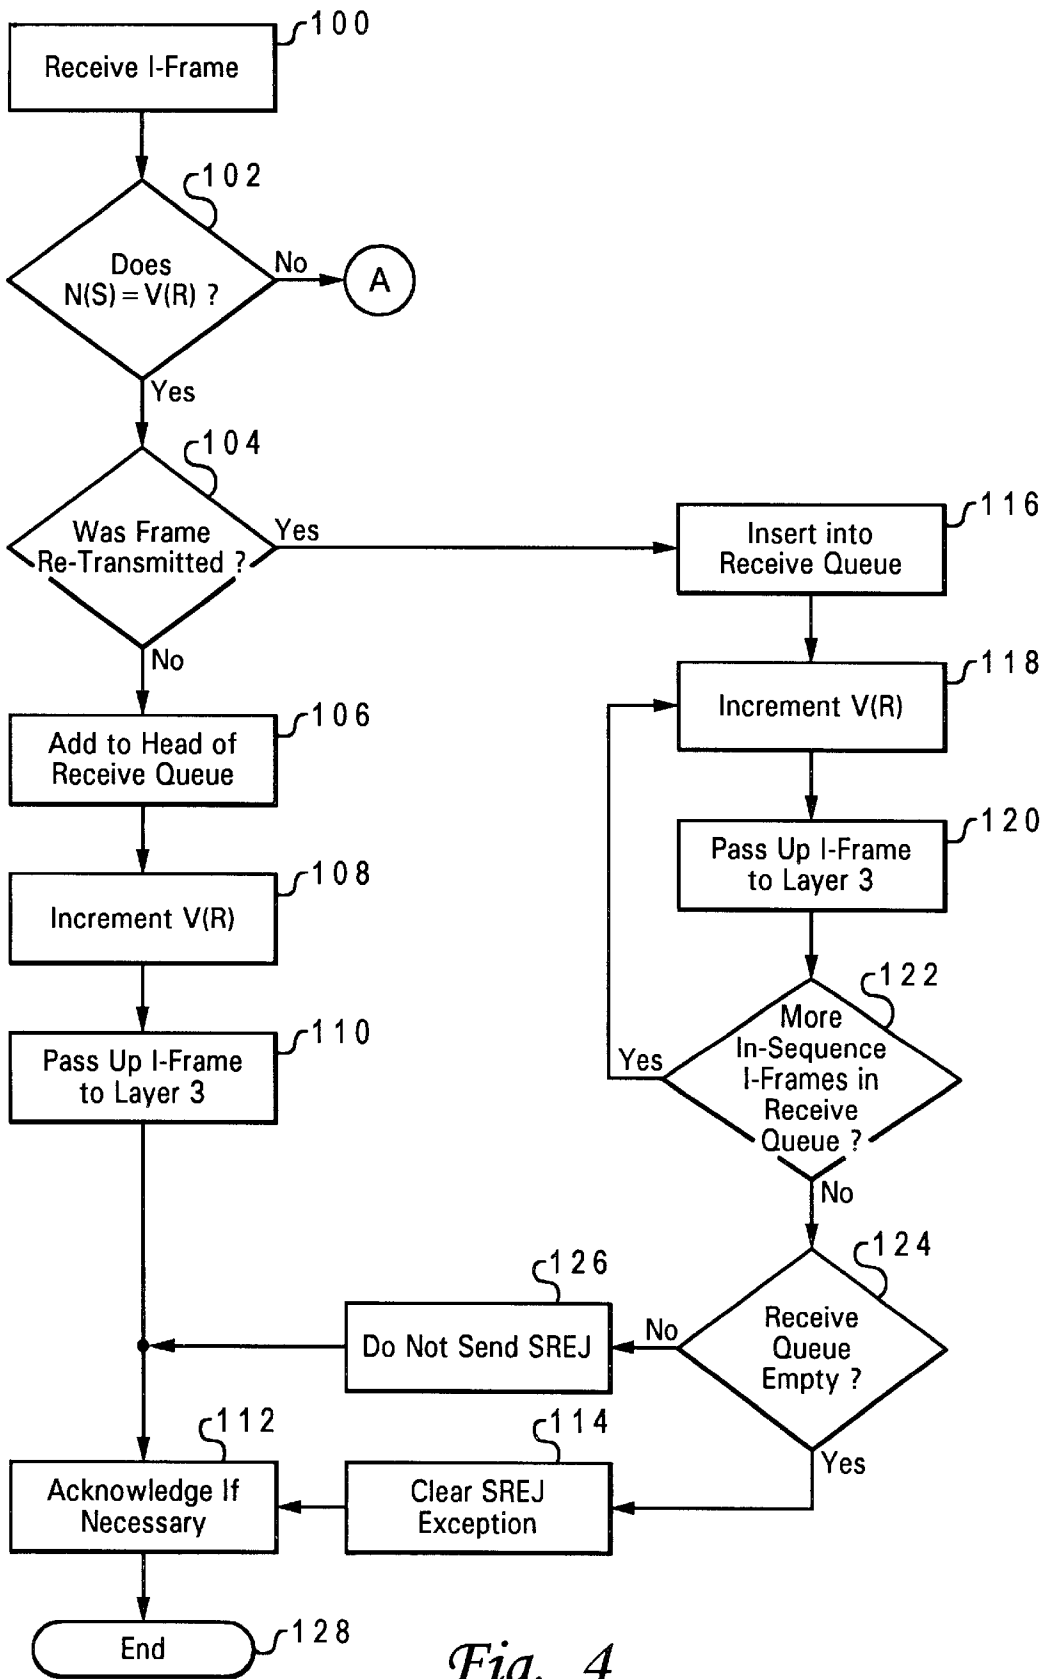 100
Receive I-Frame
102
Does
N(S)=V(R) ?
No
A
Yes
104
Was Frame
Re-Transmitted ?
Yes
No
116
Insert into
Receive Queue
118
Increment V(R)
106
Add to Head of
Receive Queue
120
Pass Up I-Frame
to Layer 3
108
Increment V(R)
122
More
In-Sequence
I-Frames in
Receive
Queue ?
Yes
No
110
Pass Up I-Frame
to Layer 3
124
Receive
Queue
Empty ?
No
Yes
126
Do Not Send SREJ
112
Acknowledge If
Necessary
114
Clear SREJ
Exception
End
128
Fig. 4